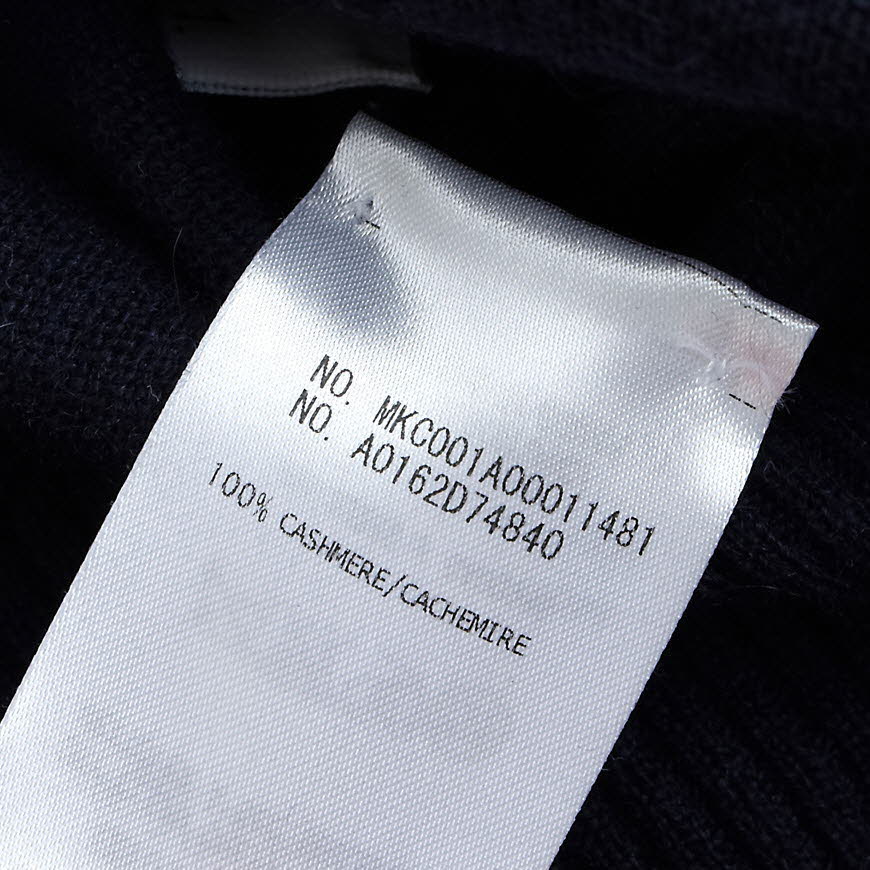 NO. MKC001A00011481
NO. A0162D74840
100% CASHMERE/CACHEMIRE